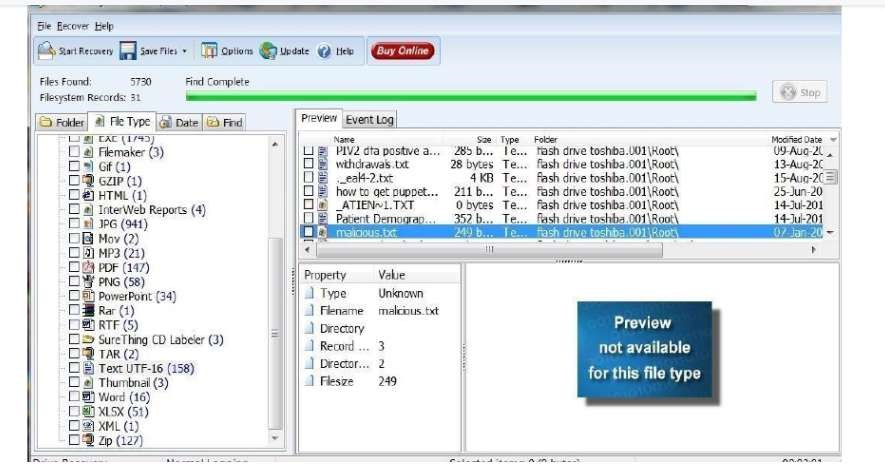 File Recover Help
Start Recovery Save Files Options Update Help Buy Online
Files Found: 5730 Find Complete
Filesystem Records: 31
Stop
Folder File Type Date Find
EXE (1745)
Filemaker (3)
Gif (1)
GZIP (1)
HTML (1)
InterWeb Reports (4)
JPG (941)
Mov (2)
MP3 (21)
PDF (147)
PNG (58)
PowerPoint (34)
Rar (1)
RTF (5)
SureThing CD Labeler (3)
TAR (2)
Text UTF-16 (158)
Thumbnail (3)
Word (16)
XLSX (51)
XML (1)
Zip (127)
Preview Event Log
Name Size Type Folder Modified Date
PIV2 dfa positive a... 285 b... Te... flash drive toshiba.001\Root\ 09-Aug-20
withdrawals.txt 28 bytes Te... flash drive toshiba.001\Root\ 13-Aug-20
._eal4-2.txt 4 KB Te... flash drive toshiba.001\Root\ 15-Aug-20
how to get puppet... 211 b... Te... flash drive toshiba.001\Root\ 25-Jun-20
_ATIEN~1.TXT 0 bytes Te... flash drive toshiba.001\Root\ 14-Jul-201
Patient Demograp... 352 b... Te... flash drive toshiba.001\Root\ 14-Jul-201
malicious.txt 249 b... Te... flash drive toshiba.001\Root\ 07-Jan-20
Property Value
Type Unknown
Filename malicious.txt
Directory
Record ... 3
Director... 2
Filesize 249
Preview
not available
for this file type